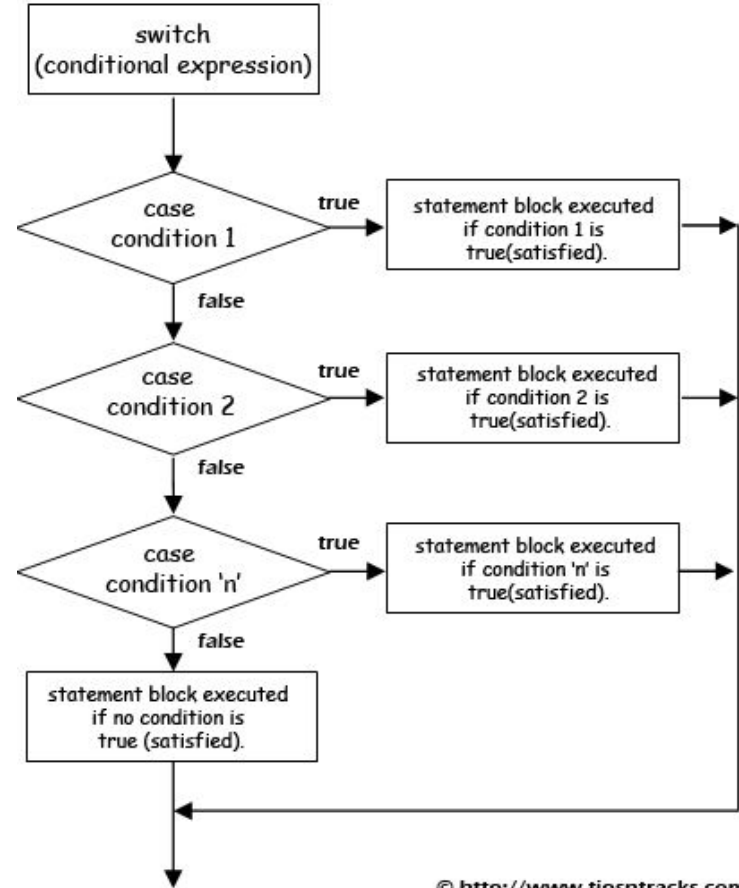 switch
(conditional expression)
case
condition 1
true
statement block executed
if condition 1 is
true(satisfied).
false
case
condition 2
true
statement block executed
if condition 2 is
true(satisfied).
false
case
condition 'n'
true
statement block executed
if condition 'n' is
true(satisfied).
false
statement block executed
if no condition is
true (satisfied).